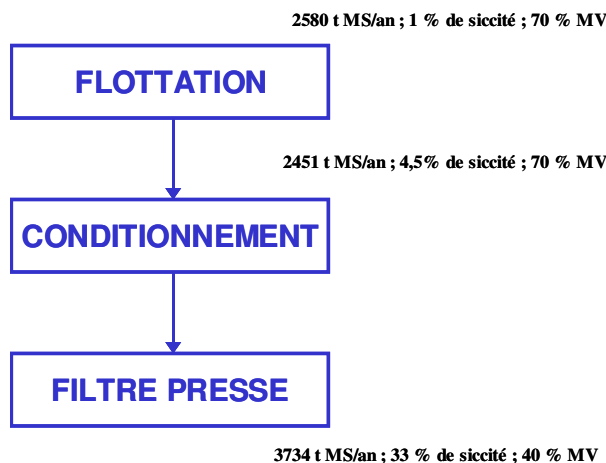 2580 t MS/an ; 1 % de siccité ; 70 % MV
FLOTTATION
2451 t MS/an ; 4,5% de siccité ; 70 % MV
CONDITIONNEMENT
FILTRE PRESSE
3734 t MS/an ; 33 % de siccité ; 40 % MV